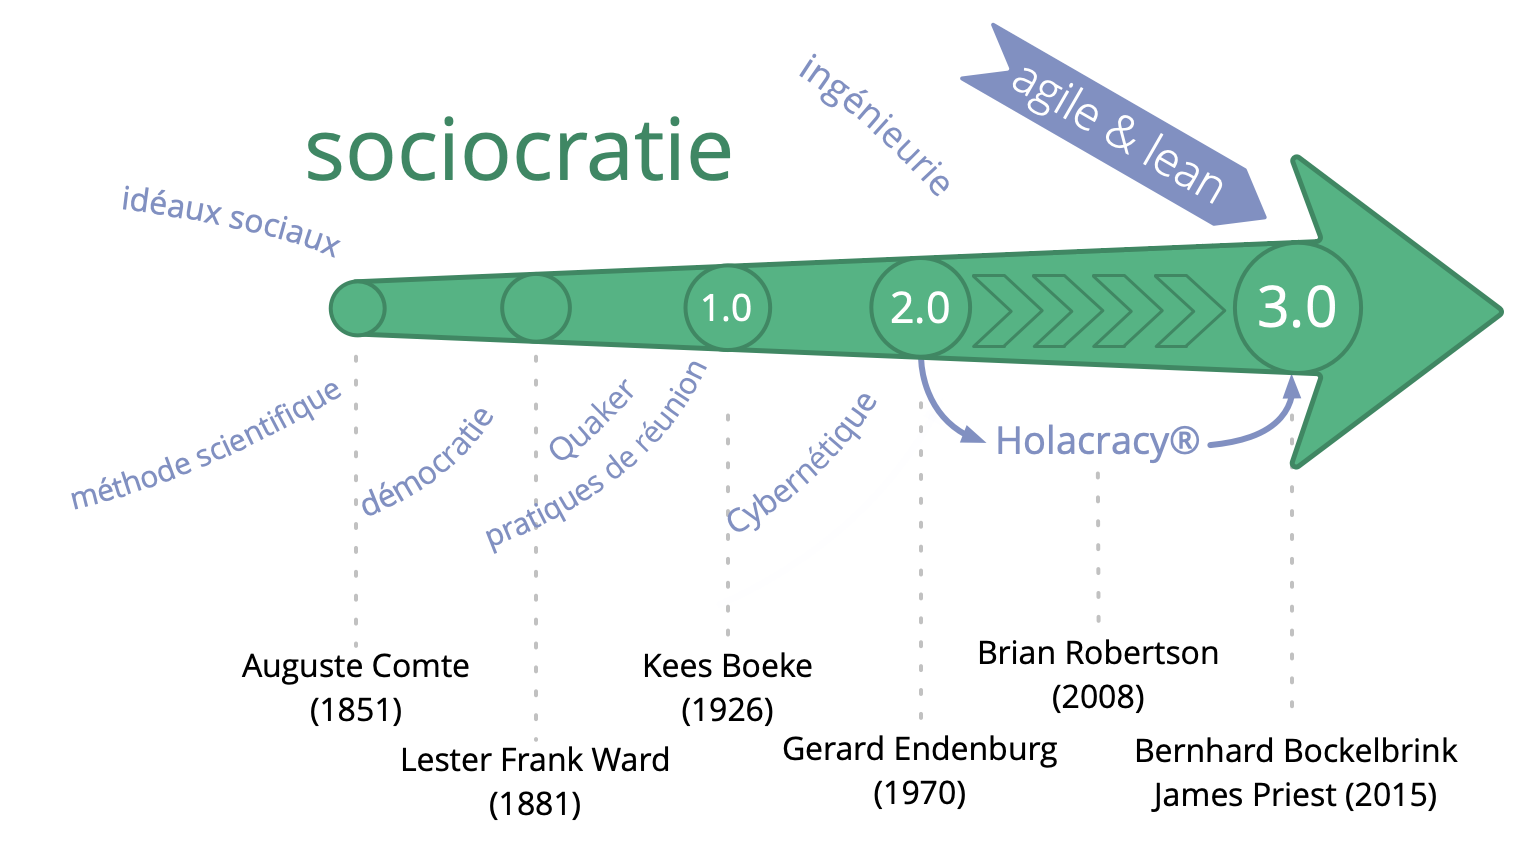 sociocratie
ingénieurie
agile & lean
idéaux sociaux
1.0
2.0
3.0
méthode scientifique
démocratie
Quaker
pratiques de réunion
Cybernétique
Holacracy®
Auguste Comte
(1851)
Lester Frank Ward
(1881)
Kees Boeke
(1926)
Gerard Endenburg
(1970)
Brian Robertson
(2008)
Bernhard Bockelbrink
James Priest (2015)